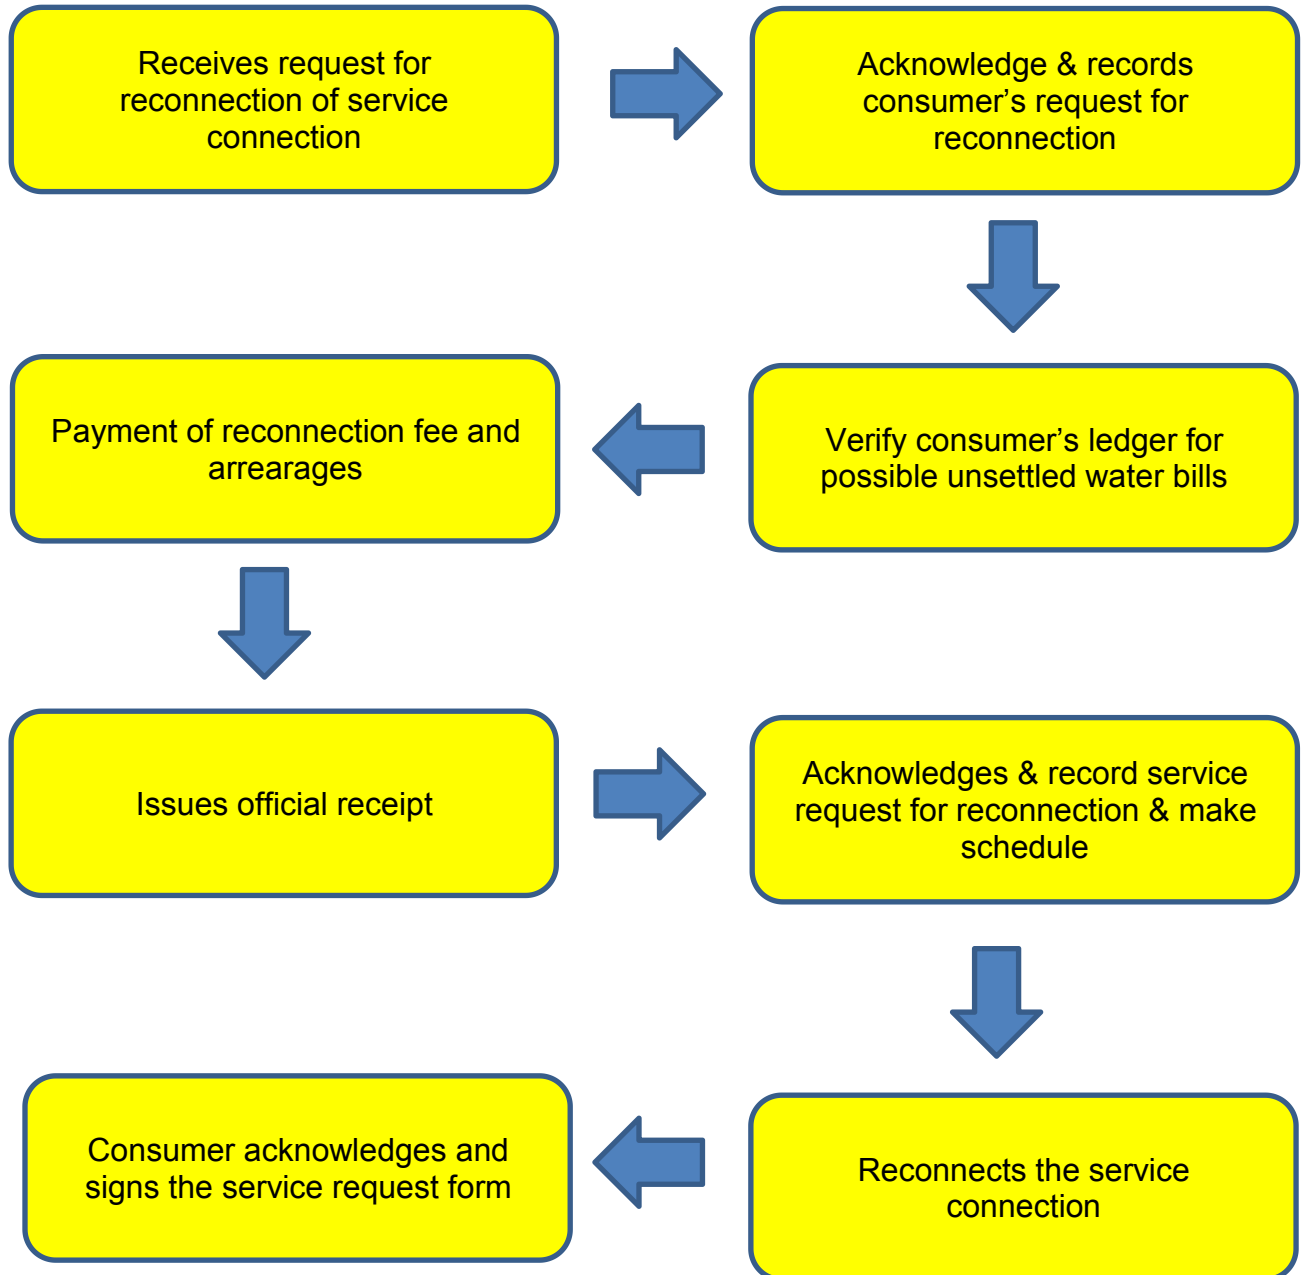 Receives request for
reconnection of service
connection
Acknowledge & records
consumer’s request for
reconnection
Verify consumer’s ledger for
possible unsettled water bills
Payment of reconnection fee and
arrearages
Issues official receipt
Acknowledges & record service
request for reconnection & make
schedule
Reconnects the service
connection
Consumer acknowledges and
signs the service request form